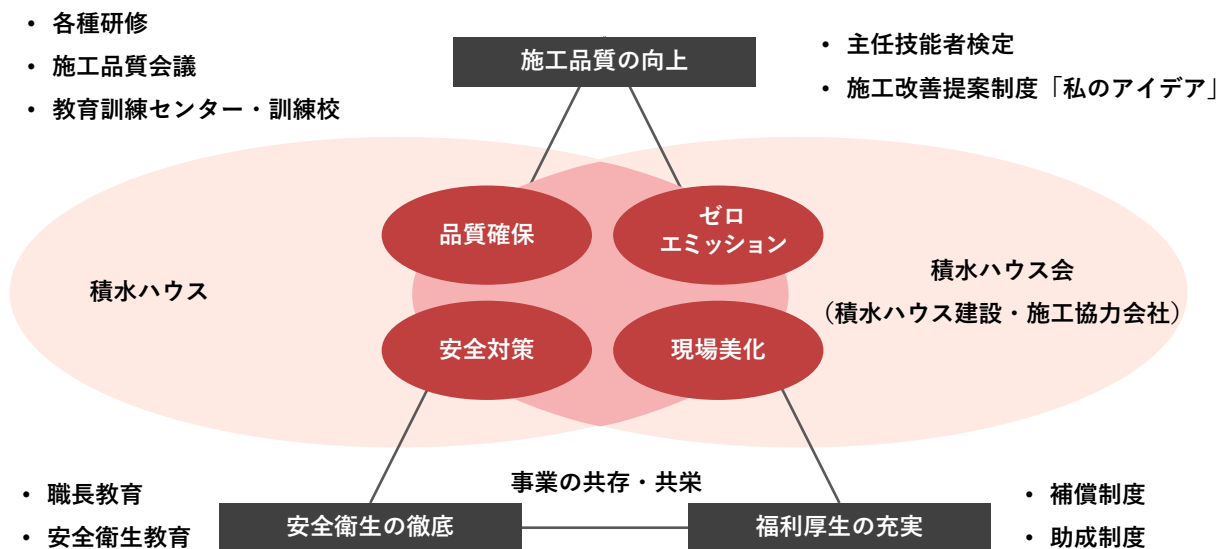 • 各種研修
• 施工品質会議
• 教育訓練センター・訓練校
施工品質の向上
• 主任技能者検定
• 施工改善提案制度「私のアイデア」
品質確保
ゼロ
エミッション
積水ハウス
積水ハウス会
（積水ハウス建設・施工協力会社）
安全対策
現場美化
事業の共存・共栄
• 職長教育
• 安全衛生教育
安全衛生の徹底
福利厚生の充実
• 補償制度
• 助成制度